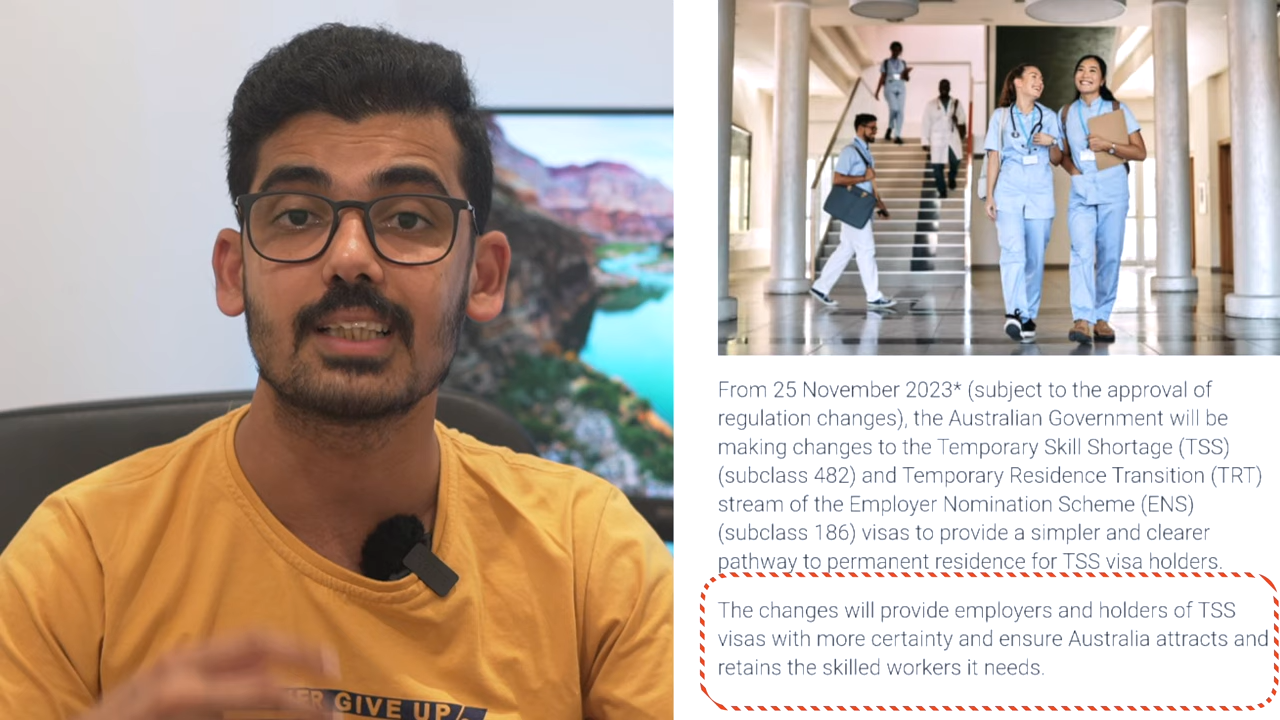 GIVE UP
From 25 November 2023* (subject to the approval of
regulation changes), the Australian Government will be
making changes to the Temporary Skill Shortage (TSS)
(subclass 482) and Temporary Residence Transition (TRT)
stream of the Employer Nomination Scheme (ENS)
(subclass 186) visas to provide a simpler and clearer
pathway to permanent residence for TSS visa holders.
The changes will provide employers and holders of TSS
visas with more certainty and ensure Australia attracts and
retains the skilled workers it needs.